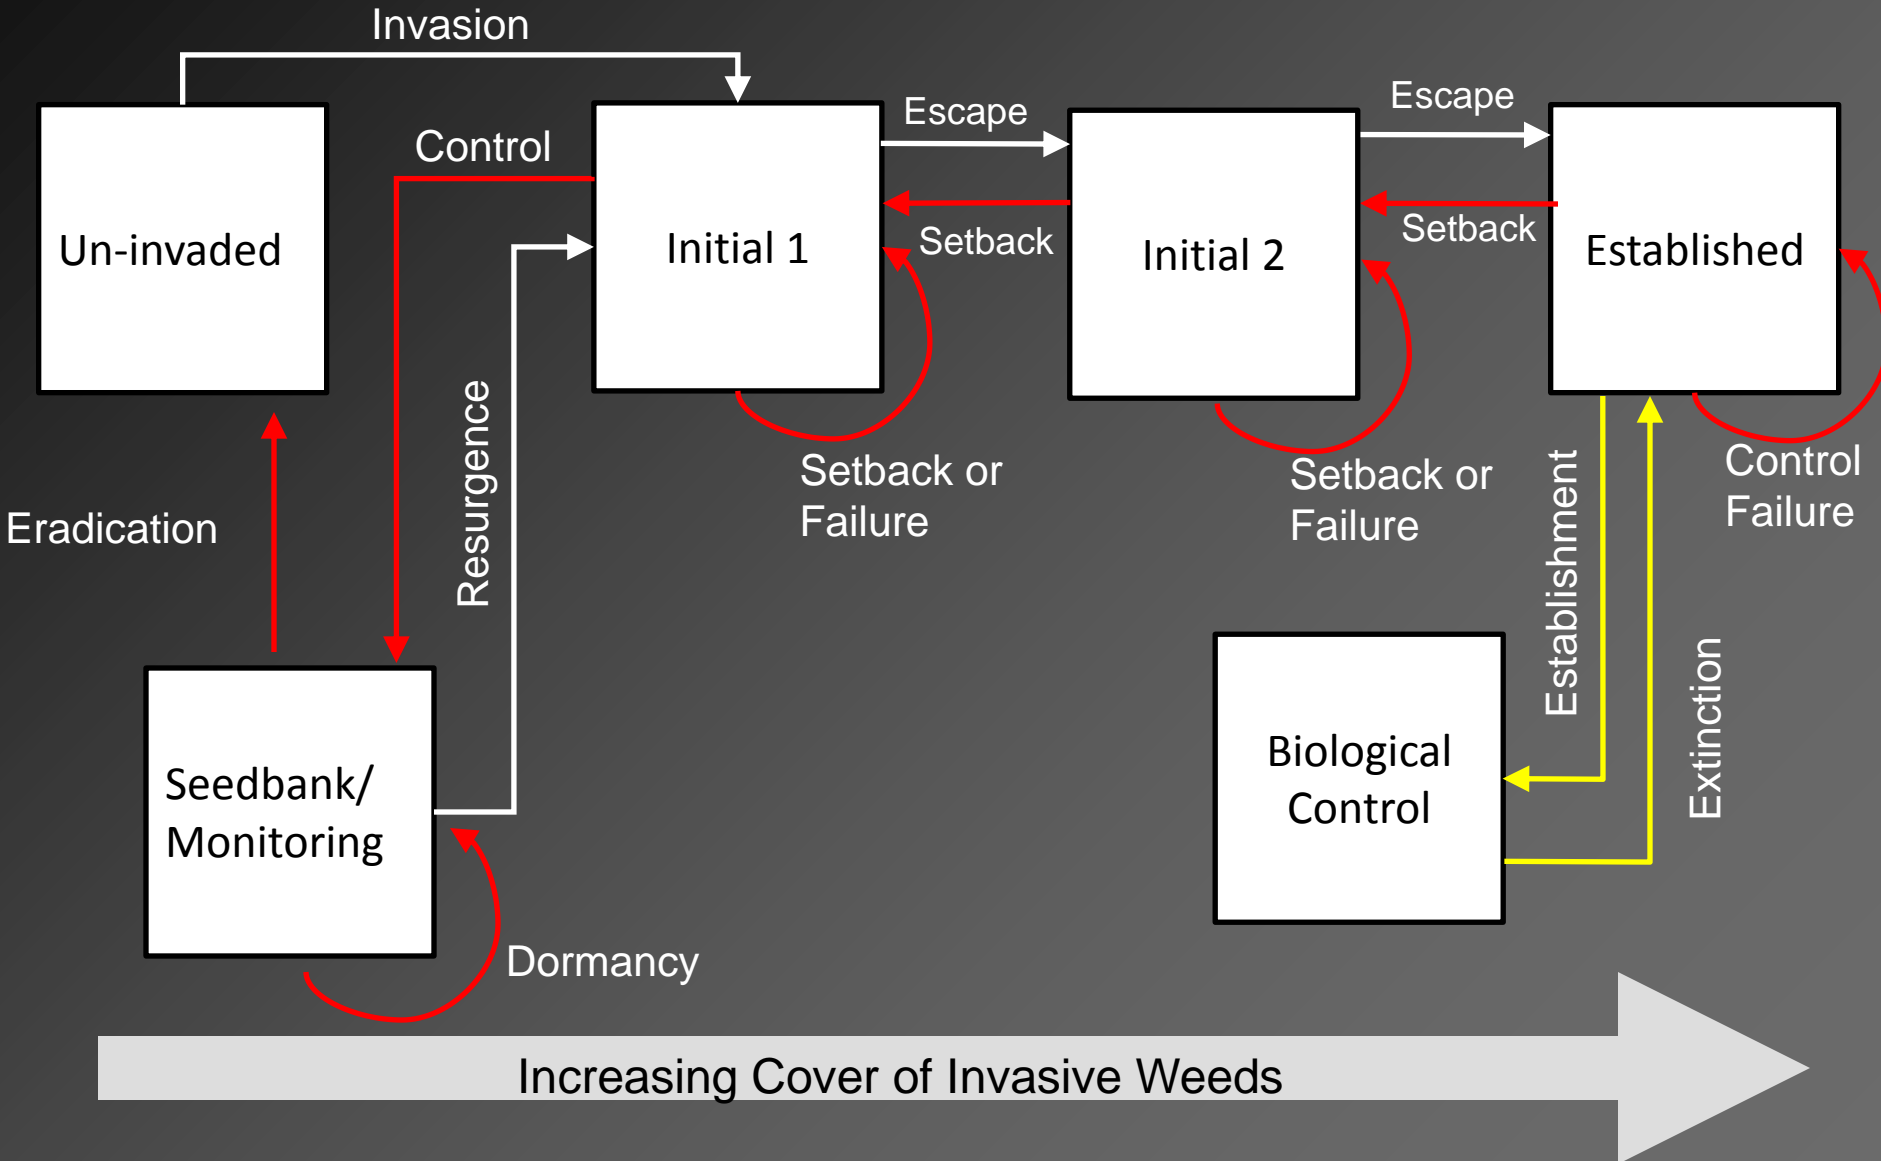 Invasion
Escape
Escape
Control
Un-invaded
Initial 1
Setback
Initial 2
Setback
Established
Resurgence
Setback or
Failure
Setback or
Failure
Control
Failure
Eradication
Establishment
Extinction
Seedbank/
Monitoring
Biological
Control
Dormancy
Increasing Cover of Invasive Weeds